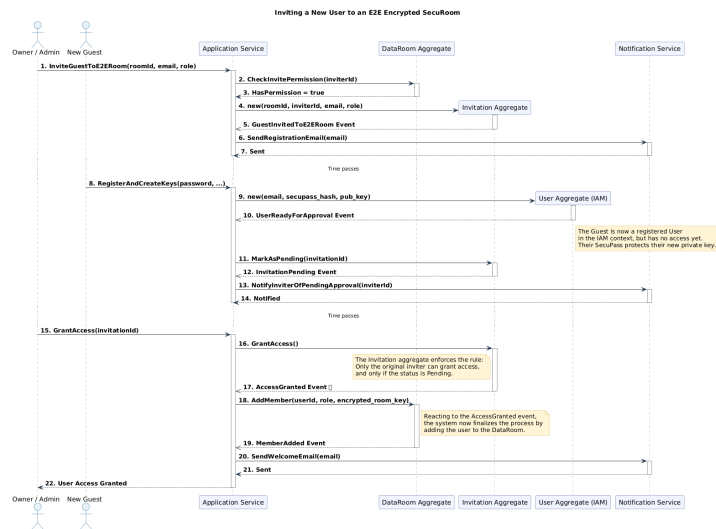 Inviting a New User to an E2E Encrypted SecuRoom
Owner / Admin
New Guest
Application Service
DataRoom Aggregate
Notification Service
1. InviteGuestToE2ERoom(roomId, email, role)
2. CheckInvitePermission(inviterId)
3. HasPermission = true
4. new(roomId, inviterId, email, role)
Invitation Aggregate
5. GuestInvitedToE2ERoom Event
6. SendRegistrationEmail(email)
7. Sent
Time passes
8. RegisterAndCreateKeys(password, ...)
9. new(email, secupass_hash, pub_key)
User Aggregate (IAM)
10. UserReadyForApproval Event
The Guest is now a registered User
in the IAM context, but has no access yet.
Their SecuPass protects their new private key.
11. MarkAsPending(invitationId)
12. InvitationPending Event
13. NotifyInviterOfPendingApproval(inviterId)
14. Notified
Time passes
15. GrantAccess(invitationId)
16. GrantAccess()
The Invitation aggregate enforces the rule:
Only the original inviter can grant access,
and only if the status is Pending.
17. AccessGranted Event
18. AddMember(userId, role, encrypted_room_key)
Reacting to the AccessGranted event,
the system now finalizes the process by
adding the user to the DataRoom.
19. MemberAdded Event
20. SendWelcomeEmail(email)
21. Sent
22. User Access Granted
Owner / Admin
New Guest
Application Service
DataRoom Aggregate
Invitation Aggregate
User Aggregate (IAM)
Notification Service